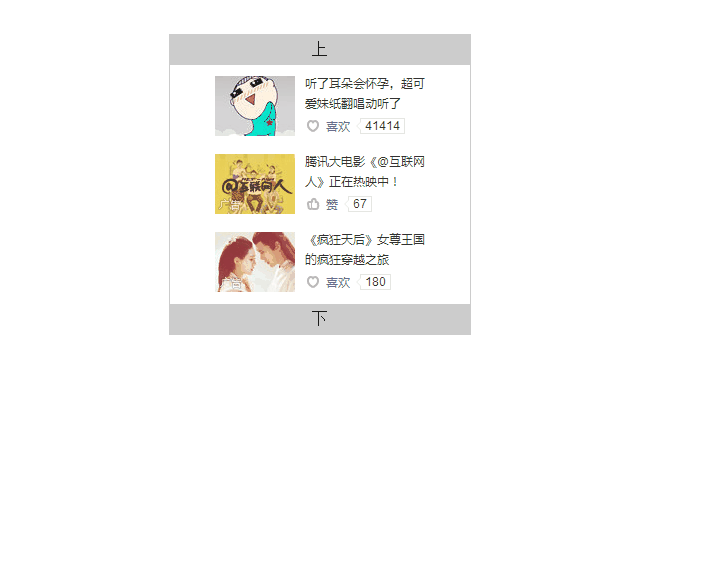 上
听了耳朵会怀孕，超可
爱妹纸翻唱动听了
喜欢 41414
@互联网人
广告
腾讯大电影《@互联网
人》正在热映中！
赞 67
广告
《疯狂天后》女尊王国
的疯狂穿越之旅
喜欢 180
下